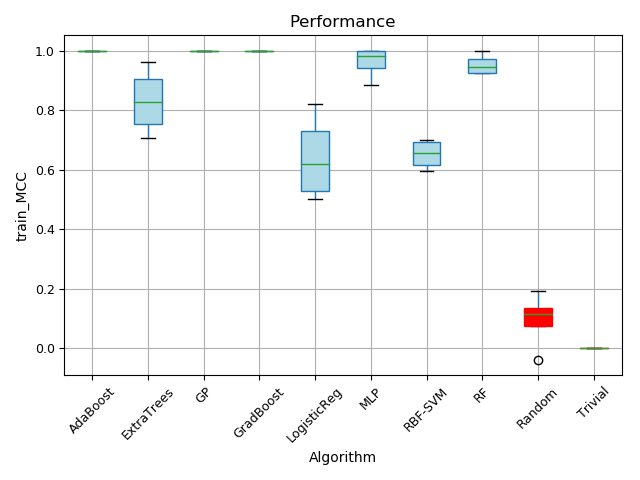 Performance
train_MCC
1.0
0.8
0.6
0.4
0.2
0.0
AdaBoost
ExtraTrees
GP
GradBoost
LogisticReg
MLP
RBF-SVM
RF
Random
Trivial
Algorithm